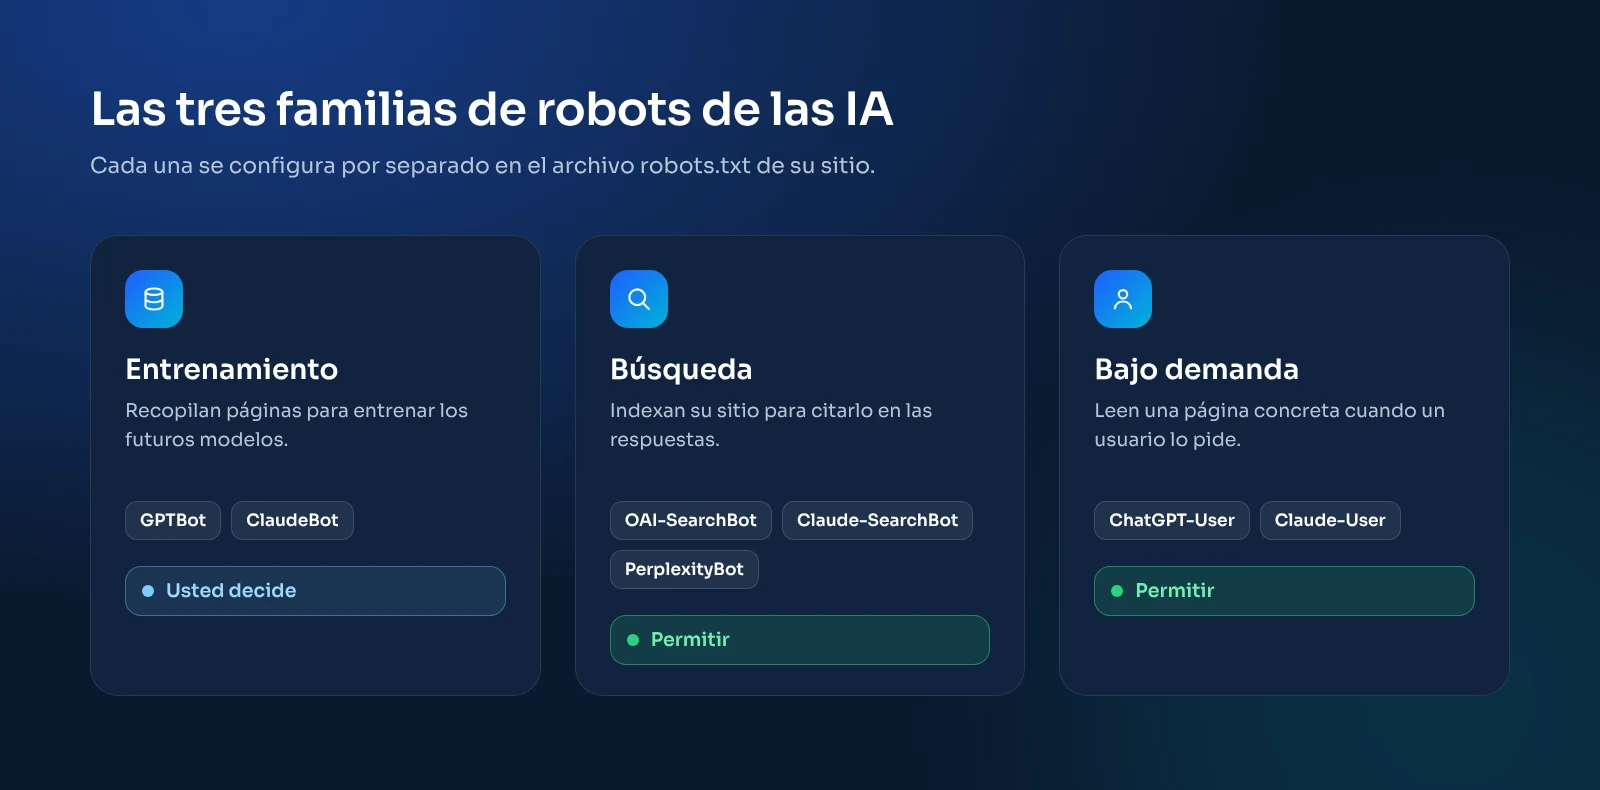 Las tres familias de robots de las IA
Cada una se configura por separado en el archivo robots.txt de su sitio.
Entrenamiento
Recopilan páginas para entrenar los
futuros modelos.
GPTBot
ClaudeBot
Usted decide
Búsqueda
Indexan su sitio para citarlo en las
respuestas.
OAI-SearchBot
Claude-SearchBot
PerplexityBot
Permitir
Bajo demanda
Leen una página concreta cuando un
usuario lo pide.
ChatGPT-User
Claude-User
Permitir